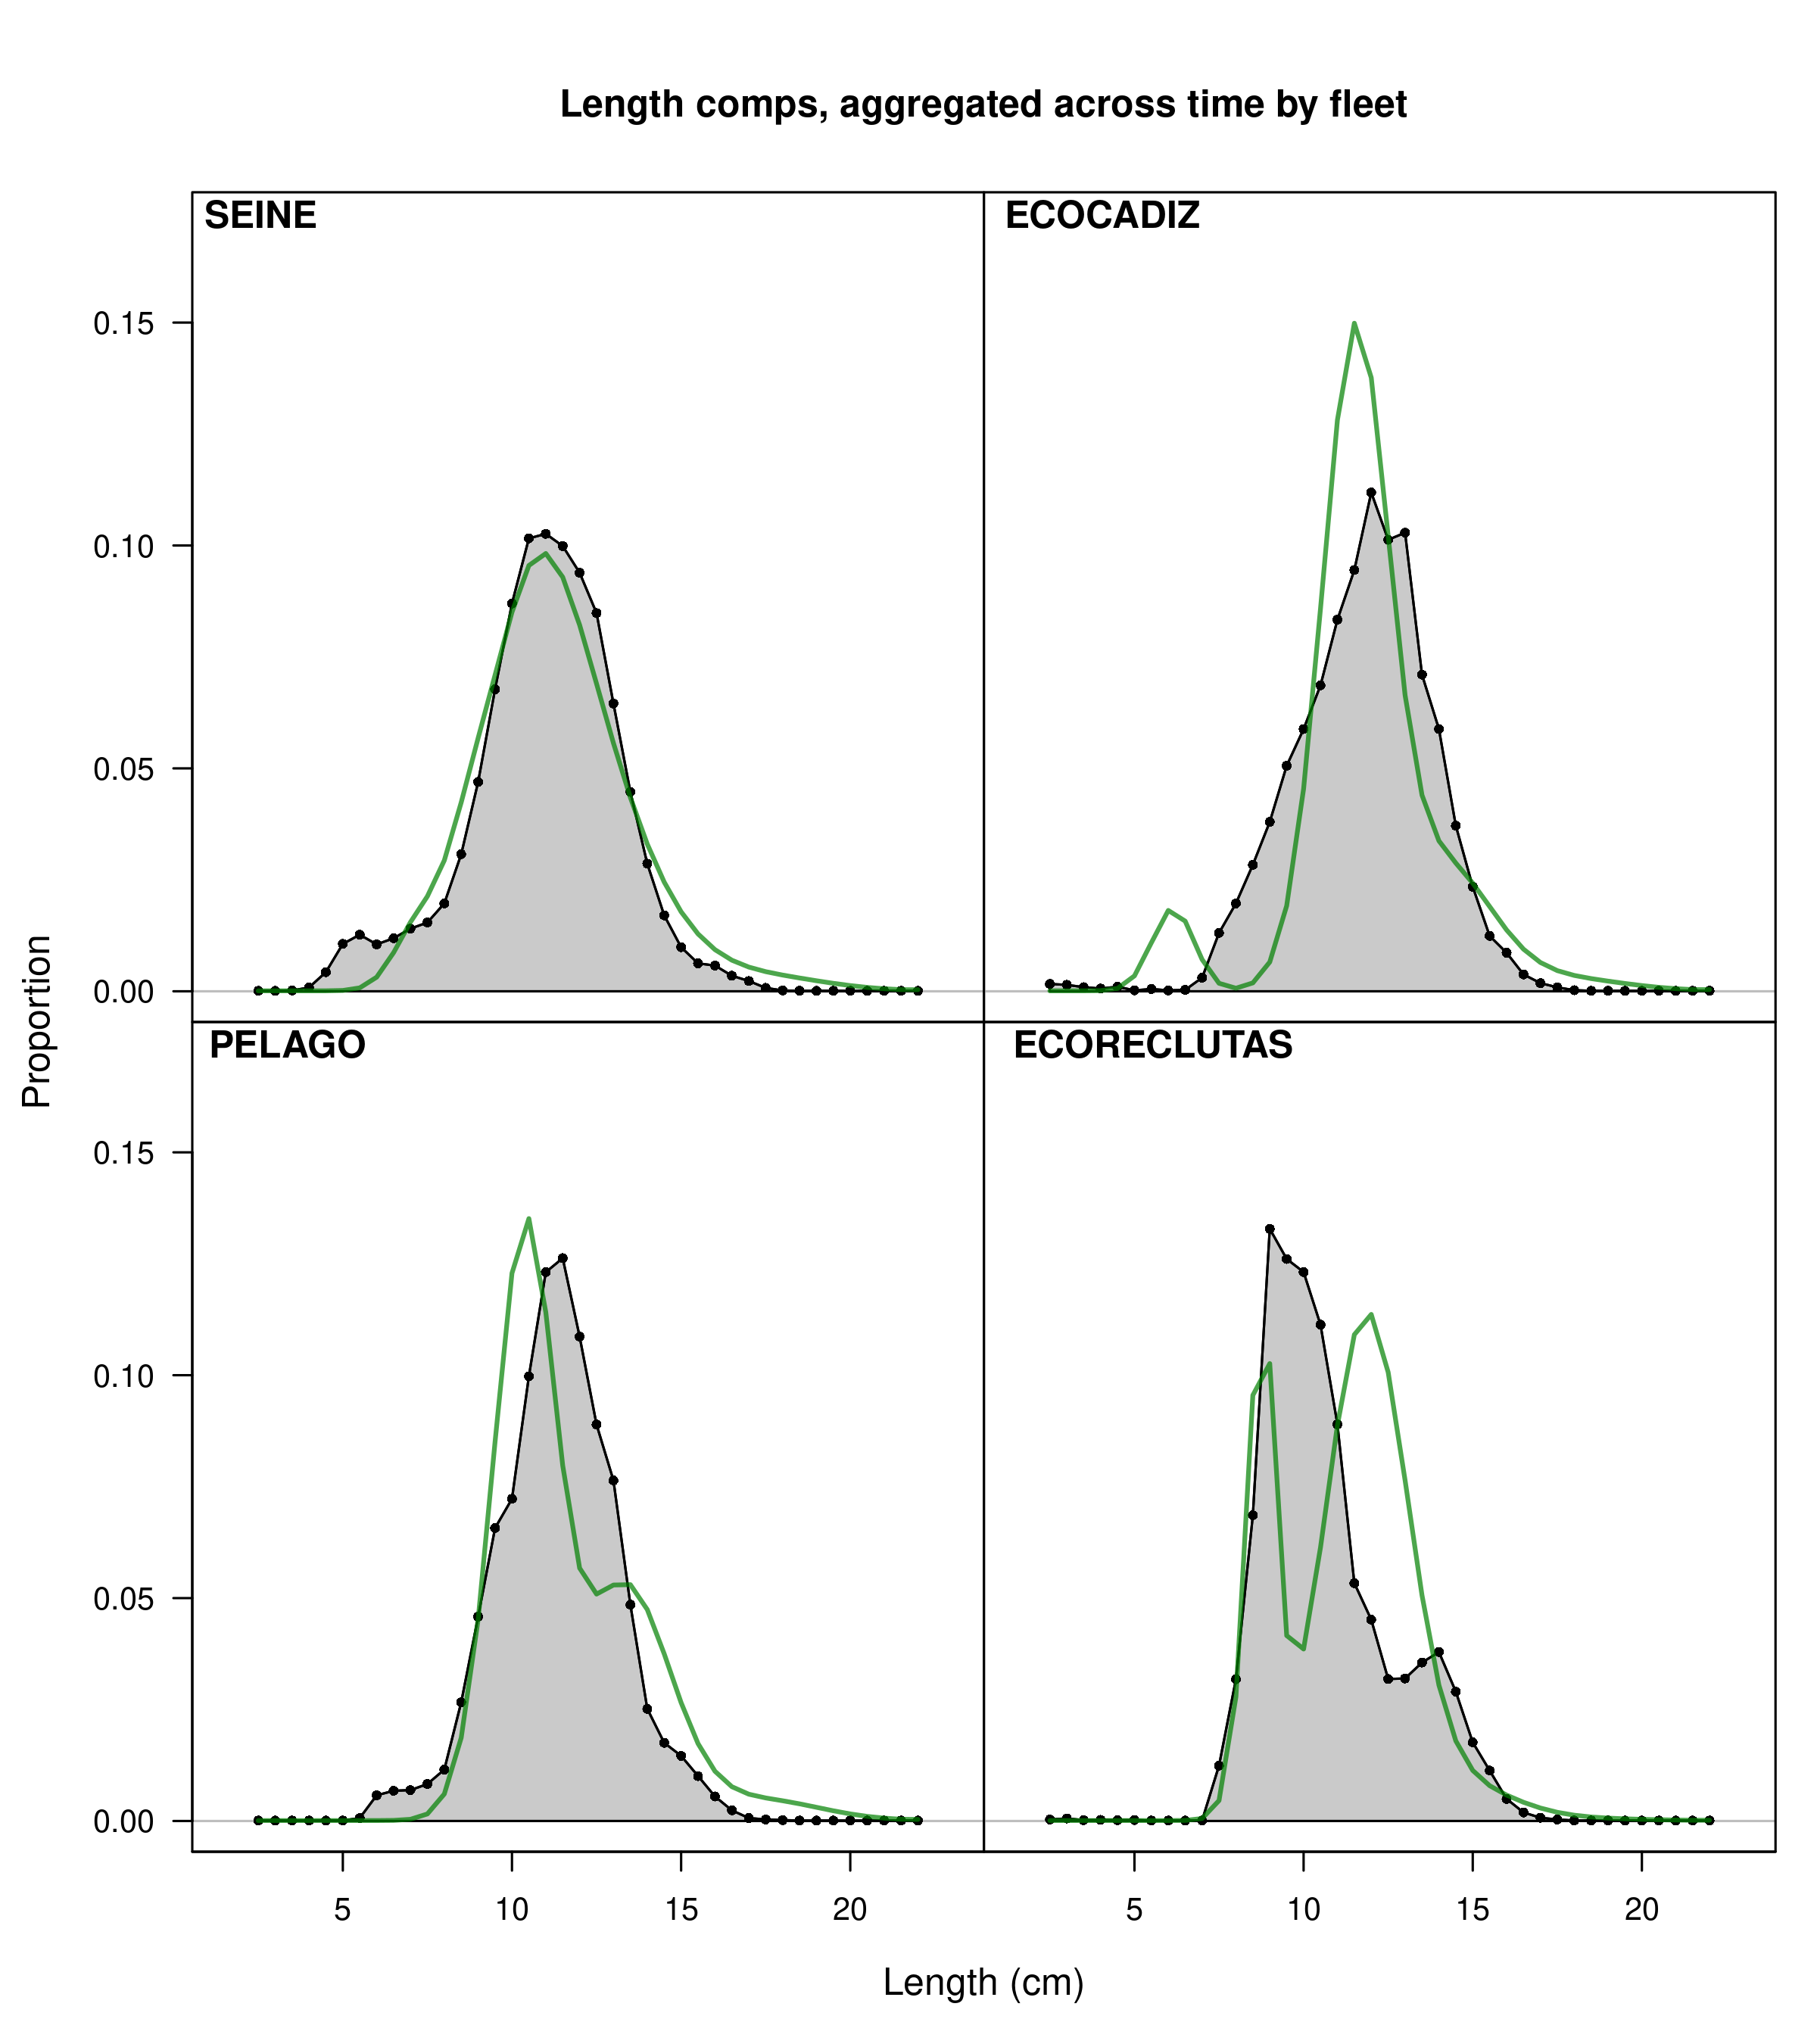 Length comps, aggregated across time by fleet
SEINE
ECOCADIZ
0.15
0.10
0.05
0.00
PELAGO
ECORECLUTAS
0.15
0.10
0.05
0.00
Proportion
5 10 15 20 5 10 15 20
Length (cm)